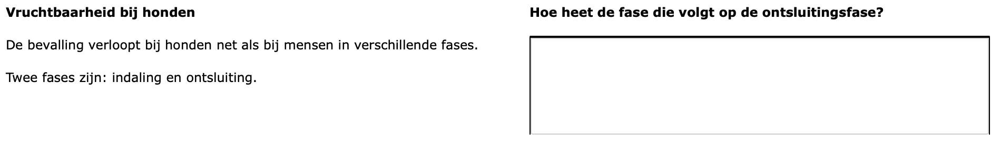 Vruchtbaarheid bij honden
De bevalling verloopt bij honden net als bij mensen in verschillende fases.
Twee fases zijn: indaling en ontsluiting.
Hoe heet de fase die volgt op de ontsluitingsfase?